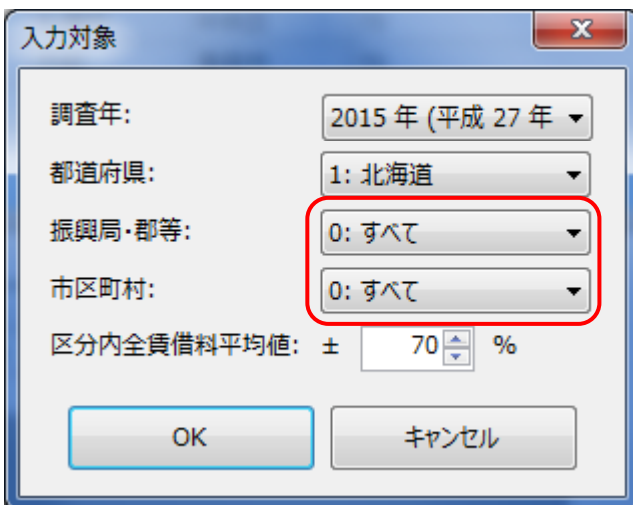 入力対象
調査年: 2015 年 (平成 27 年
都道府県: 1: 北海道
振興局・郡等: 0: すべて
市区町村: 0: すべて
区分内全賃借料平均値: ± 70 %
OK キャンセル